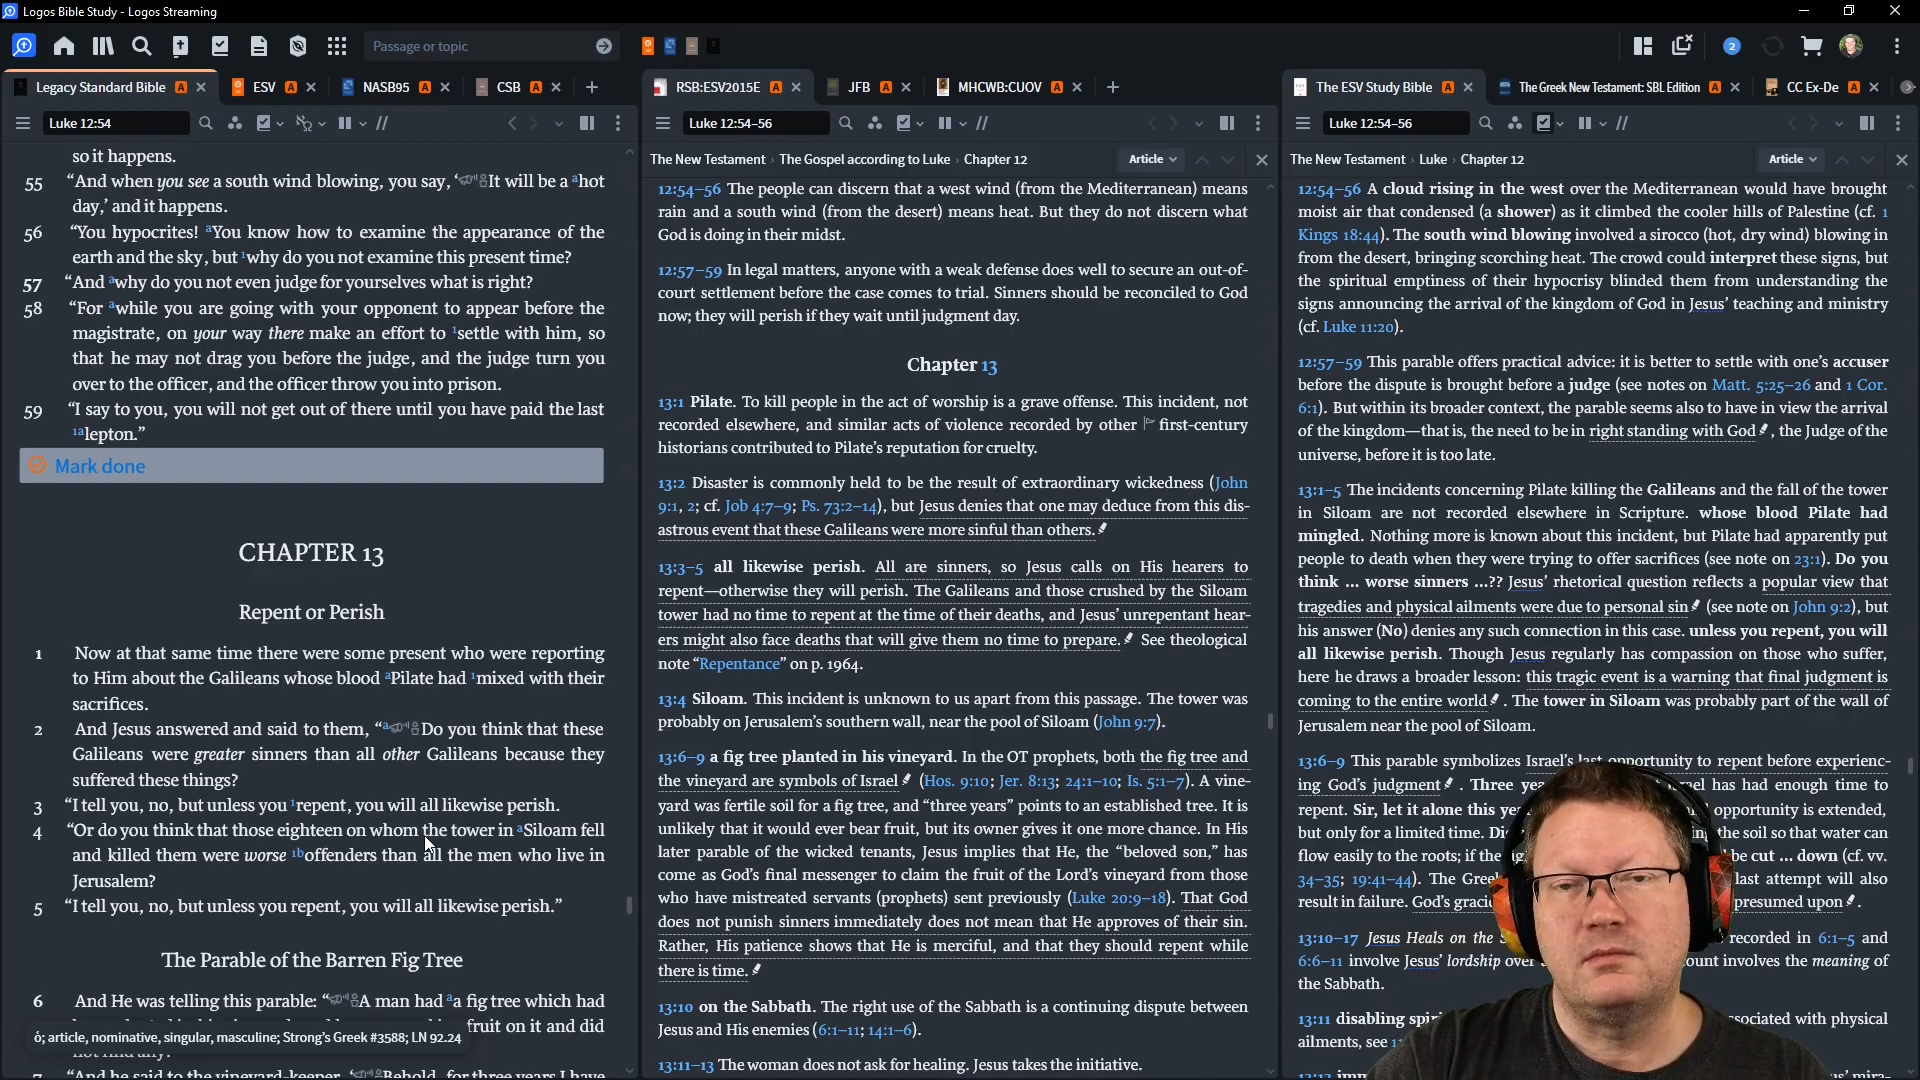 Logos Bible Study - Logos Streaming
Passage or topic
2
Legacy Standard Bible A
ESV A
NASB95 A
CSB A
RSB:ESV2015E A
JFB A
MHCWB:CUOV A
The ESV Study Bible A
The Greek New Testament: SBL Edition A
CC Ex-De A
Luke 12:54
so it happens.
55 “And when you see a south wind blowing, you say, ‘It will be a ahot
day,’ and it happens.
56 “You hypocrites! aYou know how to examine the appearance of the
earth and the sky, but 1why do you not examine this present time?
57 “And awhy do you not even judge for yourselves what is right?
58 “For awhile you are going with your opponent to appear before the
magistrate, on your way there make an effort to 1settle with him, so
that he may not drag you before the judge, and the judge turn you
over to the officer, and the officer throw you into prison.
59 “I say to you, you will not get out of there until you have paid the last
1alepton.”
Mark done
CHAPTER 13
Repent or Perish
1 Now at that same time there were some present who were reporting
to Him about the Galileans whose blood aPilate had 1mixed with their
sacrifices.
2 And Jesus answered and said to them, “aDo you think that these
Galileans were greater sinners than all other Galileans because they
suffered these things?
3 “I tell you, no, but unless you 1repent, you will all likewise perish.
4 “Or do you think that those eighteen on whom the tower in aSiloam fell
and killed them were worse 1boffenders than all the men who live in
Jerusalem?
5 “I tell you, no, but unless you repent, you will all likewise perish.”
The Parable of the Barren Fig Tree
6 And He was telling this parable: “A man had aa fig tree which had
fruit on it and did
ὁ; article, nominative, singular, masculine; Strong’s Greek #3588; LN 92.24
not find any.
7 “And he said to the vineyard-keeper, ‘Behold, for three years I have
Luke 12:54–56
The New Testament › The Gospel according to Luke › Chapter 12
Article
12:54–56 The people can discern that a west wind (from the Mediterranean) means
rain and a south wind (from the desert) means heat. But they do not discern what
God is doing in their midst.
12:57–59 In legal matters, anyone with a weak defense does well to secure an out-of-
court settlement before the case comes to trial. Sinners should be reconciled to God
now; they will perish if they wait until judgment day.
Chapter 13
13:1 Pilate. To kill people in the act of worship is a grave offense. This incident, not
recorded elsewhere, and similar acts of violence recorded by other first-century
historians contributed to Pilate’s reputation for cruelty.
13:2 Disaster is commonly held to be the result of extraordinary wickedness (John
9:1, 2; cf. Job 4:7–9; Ps. 73:2–14), but Jesus denies that one may deduce from this dis-
astrous event that these Galileans were more sinful than others.
13:3–5 all likewise perish. All are sinners, so Jesus calls on His hearers to
repent—otherwise they will perish. The Galileans and those crushed by the Siloam
tower had no time to repent at the time of their deaths, and Jesus’ unrepentant hear-
ers might also face deaths that will give them no time to prepare. See theological
note “Repentance” on p. 1964.
13:4 Siloam. This incident is unknown to us apart from this passage. The tower was
probably on Jerusalem’s southern wall, near the pool of Siloam (John 9:7).
13:6–9 a fig tree planted in his vineyard. In the OT prophets, both the fig tree and
the vineyard are symbols of Israel (Hos. 9:10; Jer. 8:13; 24:1–10; Is. 5:1–7). A vine-
yard was fertile soil for a fig tree, and “three years” points to an established tree. It is
unlikely that it would ever bear fruit, but its owner gives it one more chance. In His
later parable of the wicked tenants, Jesus implies that He, the “beloved son,” has
come as God’s final messenger to claim the fruit of the Lord’s vineyard from those
who have mistreated servants (prophets) sent previously (Luke 20:9–18). That God
does not punish sinners immediately does not mean that He approves of their sin.
Rather, His patience shows that He is merciful, and that they should repent while
there is time.
13:10 on the Sabbath. The right use of the Sabbath is a continuing dispute between
Jesus and His enemies (6:1–11; 14:1–6).
13:11–13 The woman does not ask for healing. Jesus takes the initiative.
Luke 12:54–56
The New Testament › Luke › Chapter 12
Article
12:54–56 A cloud rising in the west over the Mediterranean would have brought
moist air that condensed (a shower) as it climbed the cooler hills of Palestine (cf. 1
Kings 18:44). The south wind blowing involved a sirocco (hot, dry wind) blowing in
from the desert, bringing scorching heat. The crowd could interpret these signs, but
the spiritual emptiness of their hypocrisy blinded them from understanding the
signs announcing the arrival of the kingdom of God in Jesus’ teaching and ministry
(cf. Luke 11:20).
12:57–59 This parable offers practical advice: it is better to settle with one’s accuser
before the dispute is brought before a judge (see notes on Matt. 5:25–26 and 1 Cor.
6:1). But within its broader context, the parable seems also to have in view the arrival
of the kingdom—that is, the need to be in right standing with God, the Judge of the
universe, before it is too late.
13:1–5 The incidents concerning Pilate killing the Galileans and the fall of the tower
in Siloam are not recorded elsewhere in Scripture. whose blood Pilate had
mingled. Nothing more is known about this incident, but Pilate had apparently put
people to death when they were trying to offer sacrifices (see note on 23:1). Do you
think … worse sinners …?? Jesus’ rhetorical question reflects a popular view that
tragedies and physical ailments were due to personal sin (see note on John 9:2), but
his answer (No) denies any such connection in this case. unless you repent, you will
all likewise perish. Though Jesus regularly has compassion on those who suffer,
here he draws a broader lesson: this tragic event is a warning that final judgment is
coming to the entire world. The tower in Siloam was probably part of the wall of
Jerusalem near the pool of Siloam.
13:6–9 This parable symbolizes Israel’s last opportunity to repent before experienc-
ing God’s judgment. Three has had enough time to
repent. Sir, let it alone this opportunity is extended,
but only for a limited time. the soil so that water can
flow easily to the roots; if the be cut … down (cf. vv.
34–35; 19:41–44). The last attempt will also
result in failure. God’s presumed upon.
13:10–17 Jesus Heals on the recorded in 6:1–5 and
6:6–11 involve Jesus’ lordship over involves the meaning of
the Sabbath.
13:11 disabling with physical
ailments, see